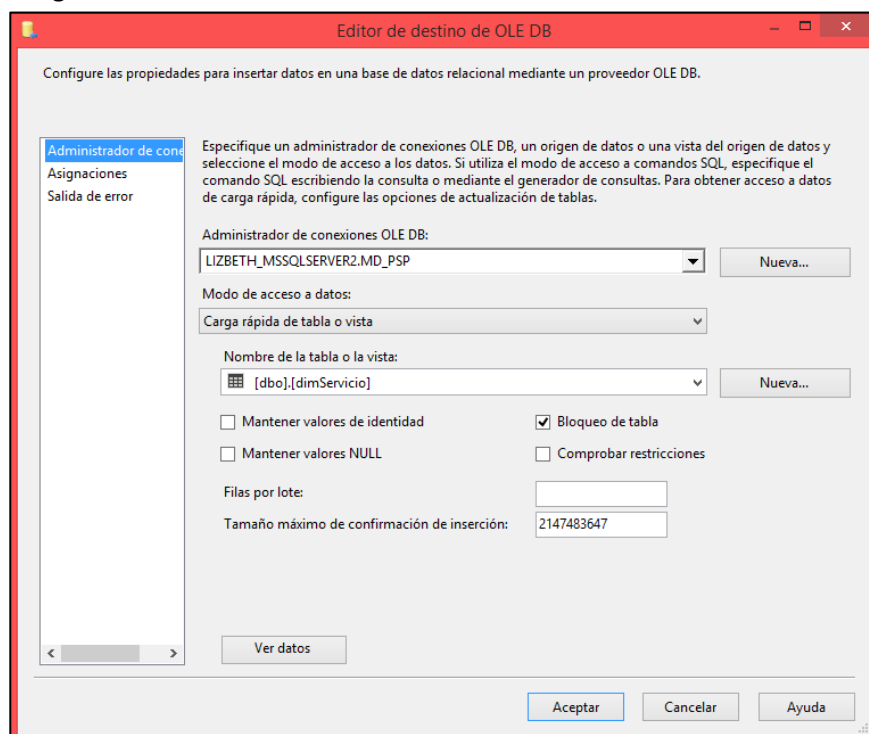 Editor de destino de OLE DB
Configure las propiedades para insertar datos en una base de datos relacional mediante un proveedor OLE DB.
Administrador de cone
Asignaciones
Salida de error
Especifique un administrador de conexiones OLE DB, un origen de datos o una vista del origen de datos y
seleccione el modo de acceso a los datos. Si utiliza el modo de acceso a comandos SQL, especifique el
comando SQL escribiendo la consulta o mediante el generador de consultas. Para obtener acceso a datos
de carga rápida, configure las opciones de actualización de tablas.
Administrador de conexiones OLE DB:
LIZBETH_MSSQLSERVER2.MD_PSP
Nueva...
Modo de acceso a datos:
Carga rápida de tabla o vista
Nombre de la tabla o la vista:
[dbo].[dimServicio]
Nueva...
Mantener valores de identidad
Bloqueo de tabla
Mantener valores NULL
Comprobar restricciones
Filas por lote:
Tamaño máximo de confirmación de inserción:
2147483647
Ver datos
Aceptar
Cancelar
Ayuda